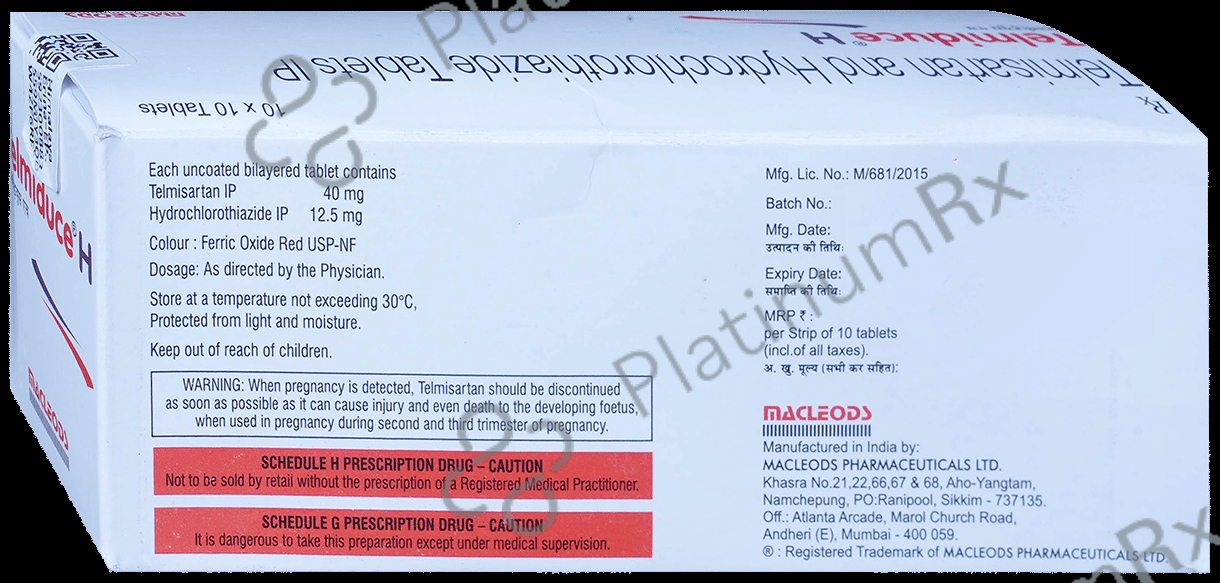 MACLEODS
Rx
Telmisartan and Hydrochlorothiazide Tablets IP
Telmiduce® H
10 x 10 Tablets
Telmiduce® H
MACLEODS
Each uncoated bilayered tablet contains
Telmisartan IP 40 mg
Hydrochlorothiazide IP 12.5 mg
Colour : Ferric Oxide Red USP-NF
Dosage: As directed by the Physician.
Store at a temperature not exceeding 30°C,
Protected from light and moisture.
Keep out of reach of children.
WARNING: When pregnancy is detected, Telmisartan should be discontinued
as soon as possible as it can cause injury and even death to the developing foetus,
when used in pregnancy during second and third trimester of pregnancy.
SCHEDULE H PRESCRIPTION DRUG – CAUTION
Not to be sold by retail without the prescription of a Registered Medical Practitioner.
SCHEDULE G PRESCRIPTION DRUG – CAUTION
It is dangerous to take this preparation except under medical supervision.
Mfg. Lic. No.: M/681/2015
Batch No.:
Mfg. Date:
उत्पादन की तिथि:
Expiry Date:
समाप्ति की तिथि:
MRP ₹ :
per Strip of 10 tablets
(incl.of all taxes).
अ. खु. मूल्य (सभी कर सहित):
MACLEODS
Manufactured in India by:
MACLEODS PHARMACEUTICALS LTD.
Khasra No.21,22,66,67 & 68, Aho-Yangtam,
Namchepung, PO:Ranipool, Sikkim - 737135.
Off.: Atlanta Arcade, Marol Church Road,
Andheri (E), Mumbai - 400 059.
® : Registered Trademark of MACLEODS PHARMACEUTICALS LTD.
PlatinumRx
PlatinumRx